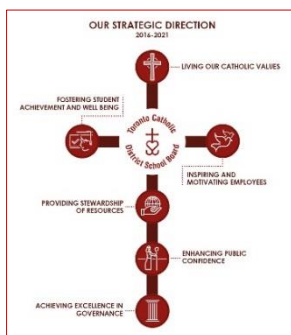 OUR STRATEGIC DIRECTION
2016-2021
LIVING OUR CATHOLIC VALUES
FOSTERING STUDENT
ACHIEVEMENT AND WELL BEING
Toronto Catholic
District School Board
INSPIRING AND
MOTIVATING EMPLOYEES
PROVIDING STEWARDSHIP
OF RESOURCES
ENHANCING PUBLIC
CONFIDENCE
ACHIEVING EXCELLENCE IN
GOVERNANCE